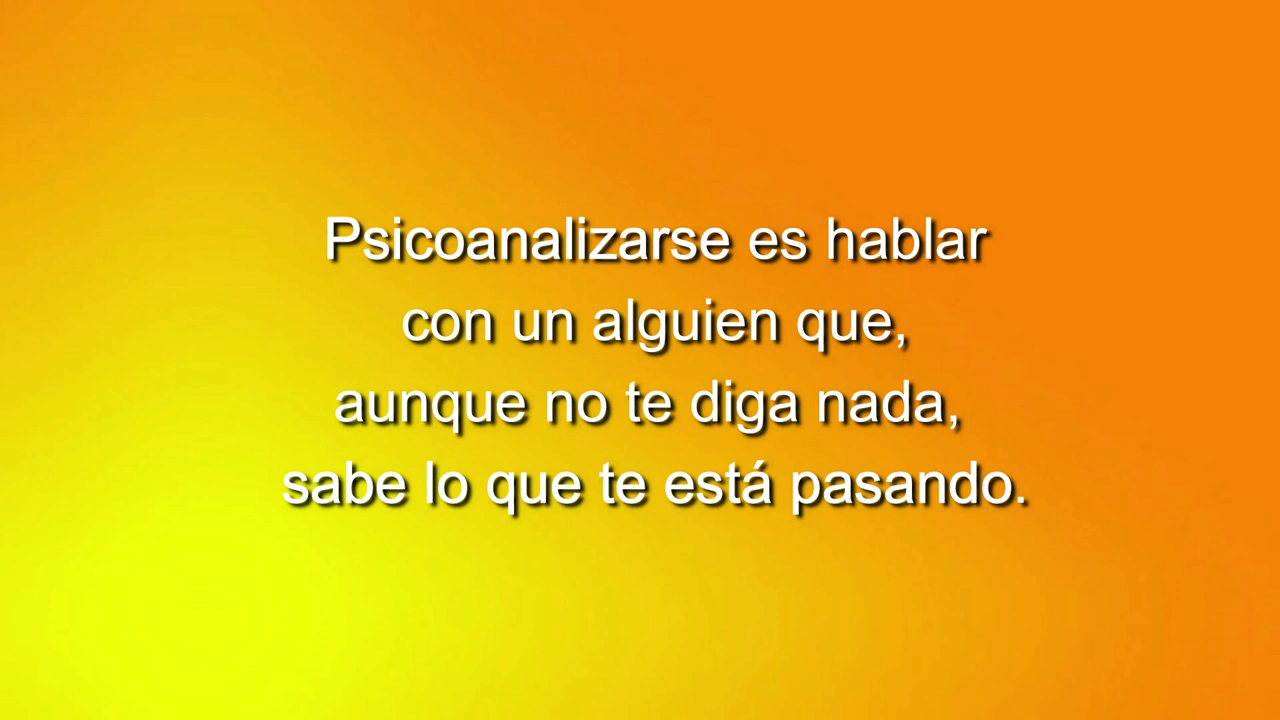 Psicoanalizarse es hablar
con un alguien que,
aunque no te diga nada,
sabe lo que te está pasando.